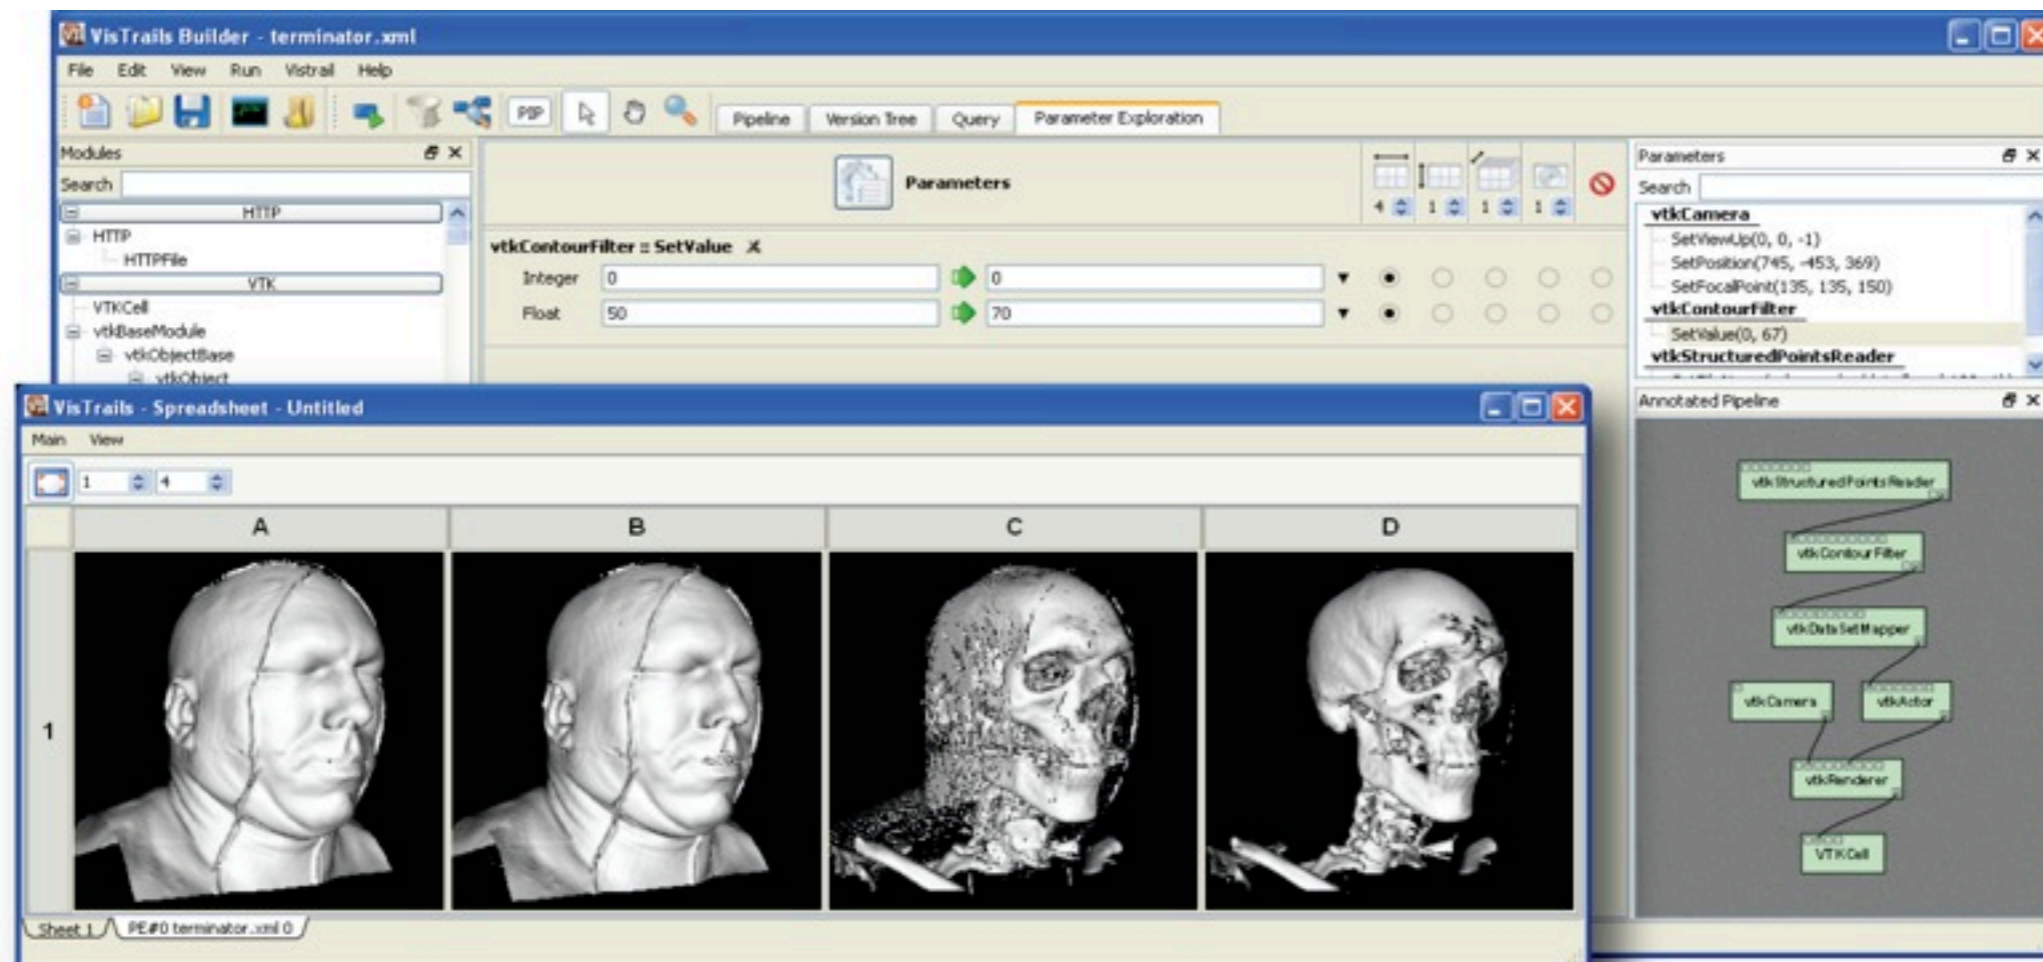 VisTrails Builder - terminator.xml
File Edit View Run Vistrail Help
PIP Pipeline Version Tree Query Parameter Exploration
Modules
Search
HTTP
HTTP
HTTPFile
VTK
VTKCell
vtkBaseModule
vtkObjectBase
vtkObject
Parameters
4 1 1 1
vtkContourFilter :: SetValue
Integer 0 0
Float 50 70
Parameters
Search
vtkCamera
SetViewUp(0, 0, -1)
SetPosition(745, -453, 369)
SetFocalPoint(135, 135, 150)
vtkContourFilter
SetValue(0, 67)
vtkStructuredPointsReader
Annotated Pipeline
vtkStructuredPointsReader
vtkContourFilter
vtkDataSetMapper
vtkCamera vtkActor
vtkRenderer
VTKCell
VisTrails - Spreadsheet - Untitled
Main View
1 4
A B C D
1
Sheet 1 PE#0 terminator.xml 0